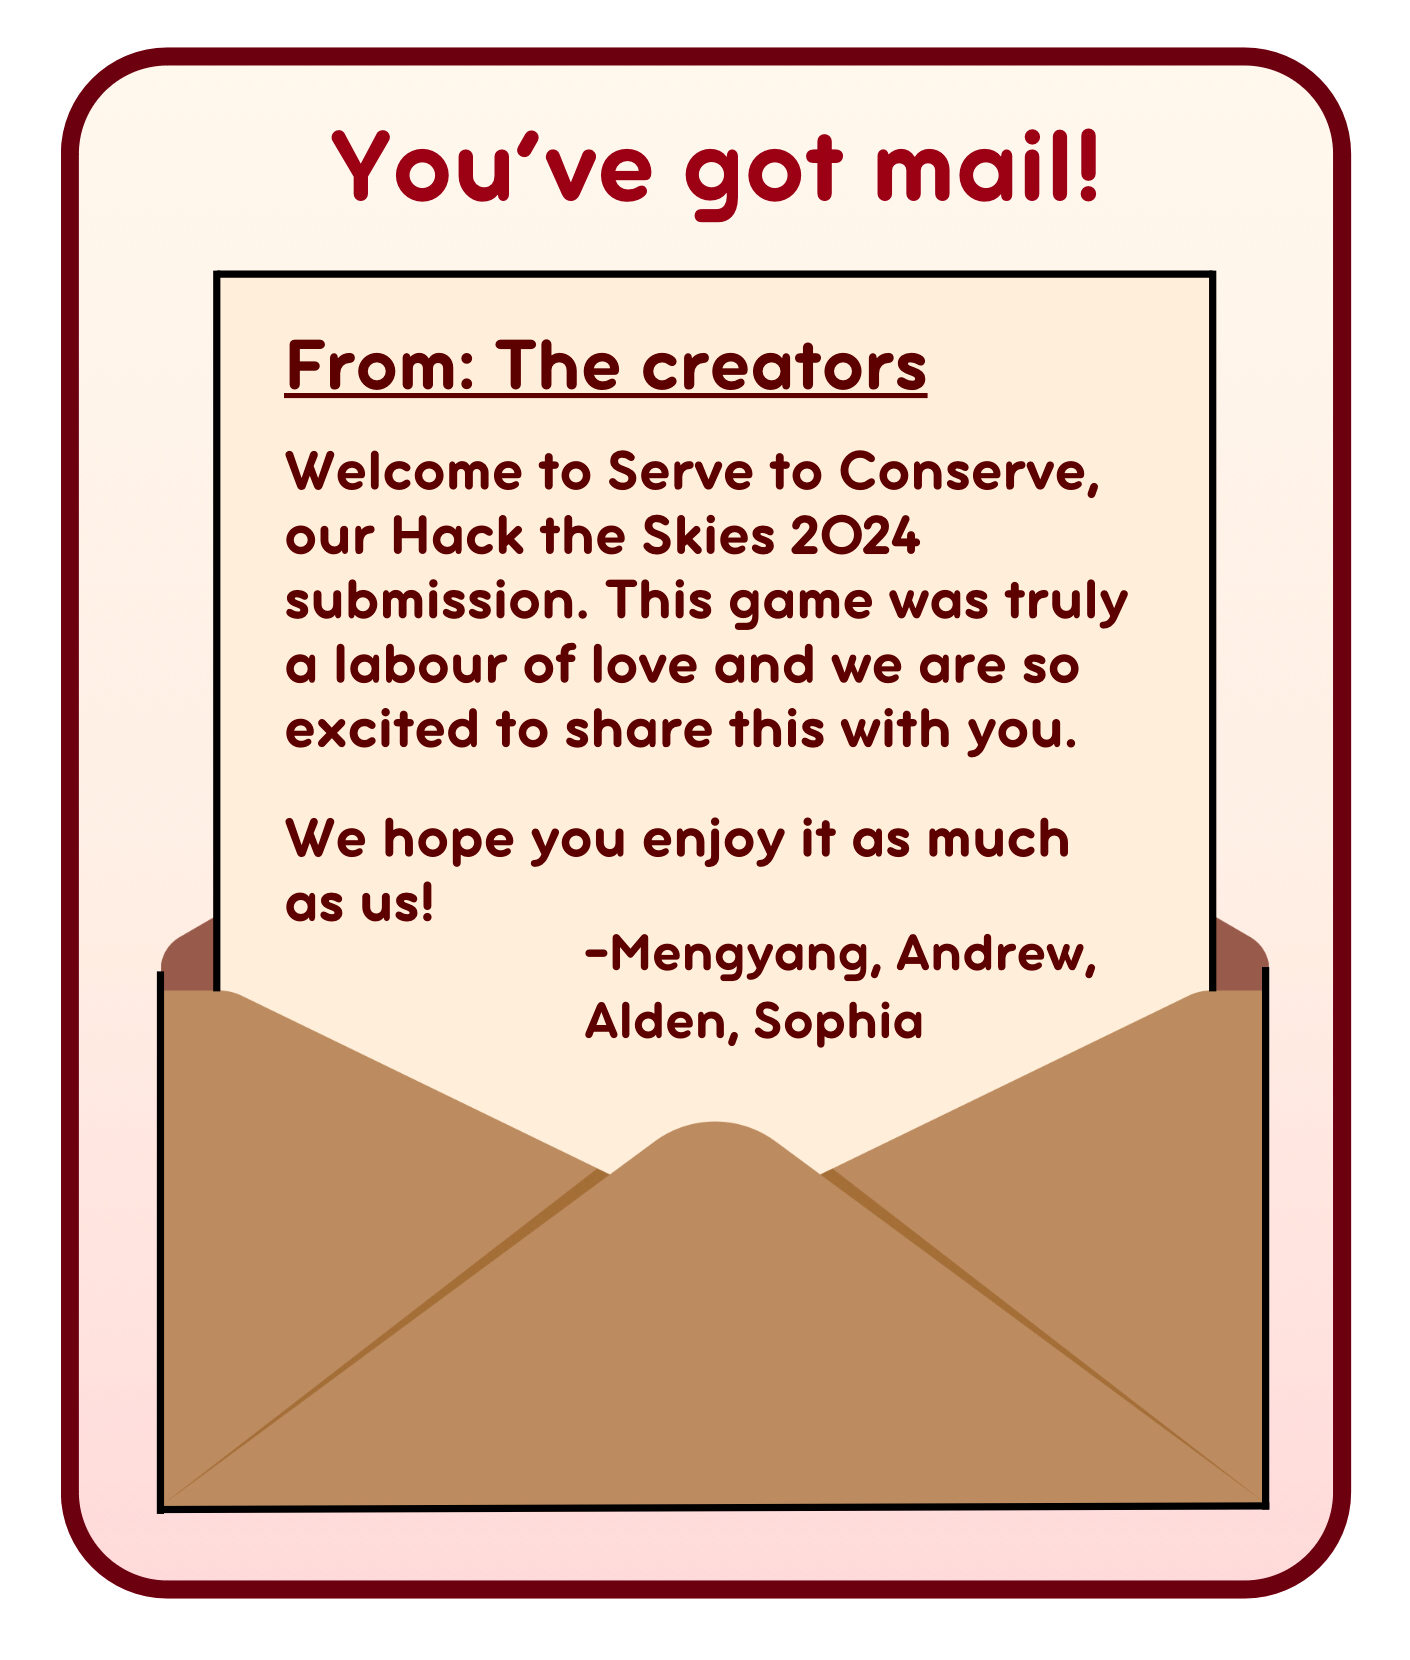 You've got mail!
From: The creators
Welcome to Serve to Conserve,
our Hack the Skies 2024
submission. This game was truly
a labour of love and we are so
excited to share this with you.
We hope you enjoy it as much
as us!
-Mengyang, Andrew,
Alden, Sophia